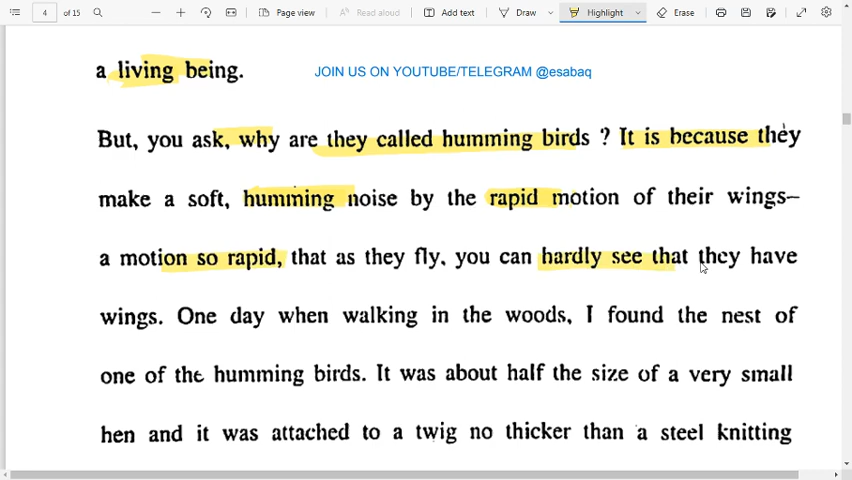 4 of 15 Page view Read aloud Add text Draw Highlight Erase
a living being.
JOIN US ON YOUTUBE/TELEGRAM @esabaq
But, you ask, why are they called humming birds ? It is because they
make a soft, humming noise by the rapid motion of their wings–
a motion so rapid, that as they fly, you can hardly see that they have
wings. One day when walking in the woods, I found the nest of
one of the humming birds. It was about half the size of a very small
hen and it was attached to a twig no thicker than a steel knitting